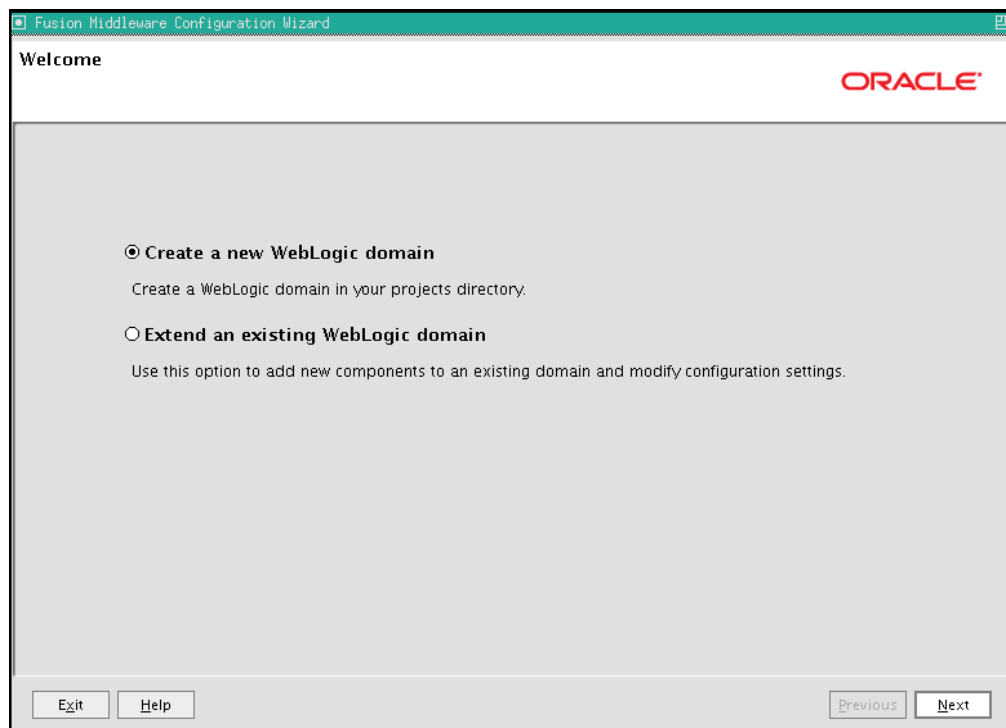 Fusion Middleware Configuration Wizard
Welcome
ORACLE
Create a new WebLogic domain
Create a WebLogic domain in your projects directory.
Extend an existing WebLogic domain
Use this option to add new components to an existing domain and modify configuration settings.
Exit Help Previous Next